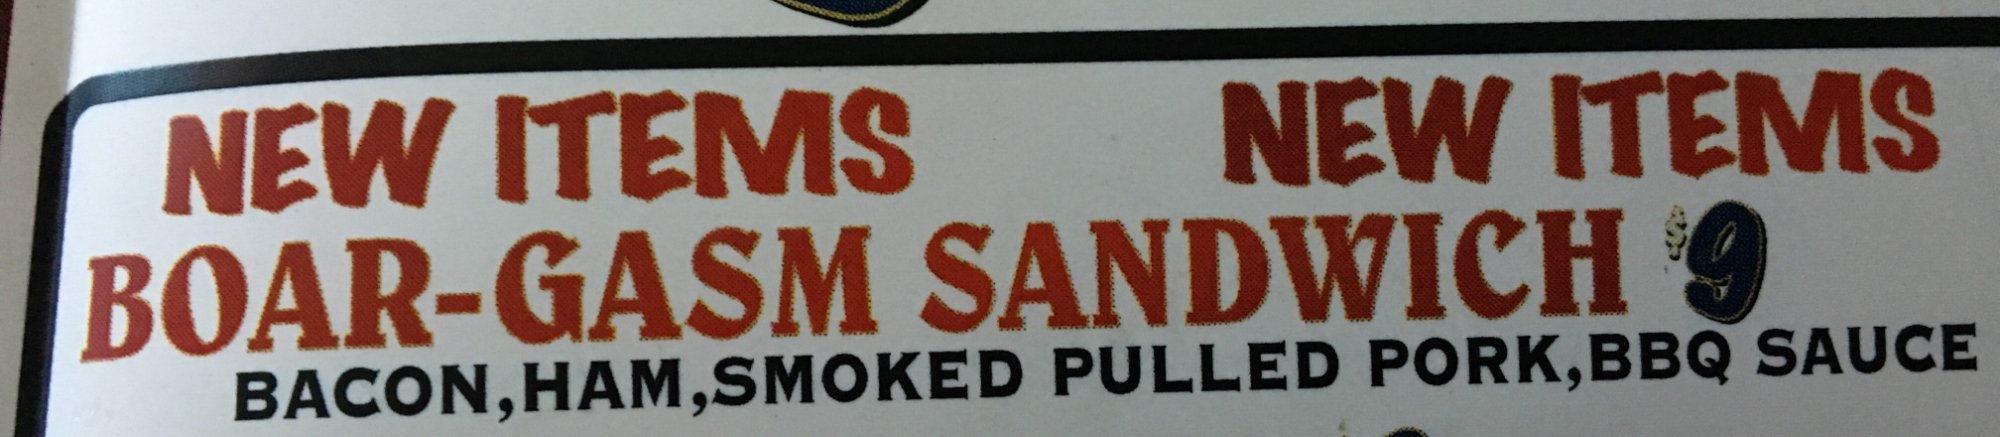 NEW ITEMS NEW ITEMS
BOAR-GASM SANDWICH $9
BACON,HAM,SMOKED PULLED PORK,BBQ SAUCE